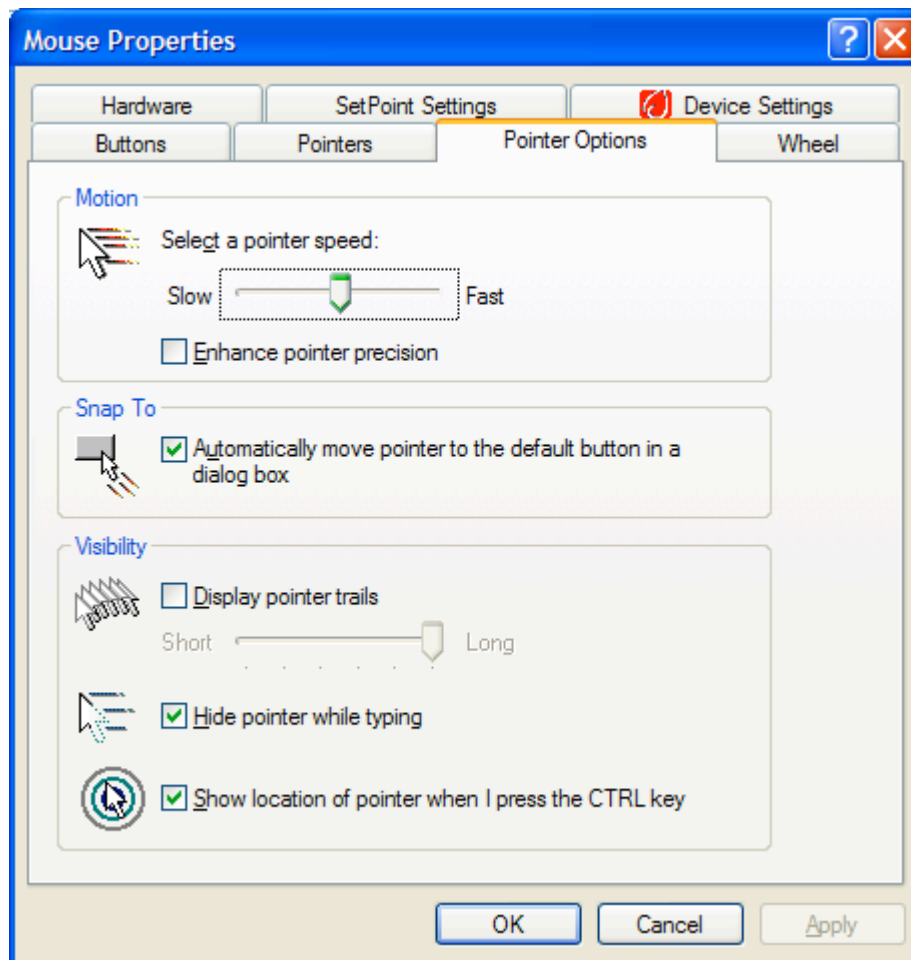 Mouse Properties
Hardware
SetPoint Settings
Device Settings
Buttons
Pointers
Pointer Options
Wheel
Motion
Select a pointer speed:
Slow
Fast
Enhance pointer precision
Snap To
Automatically move pointer to the default button in a
dialog box
Visibility
Display pointer trails
Short
Long
Hide pointer while typing
Show location of pointer when I press the CTRL key
OK
Cancel
Apply